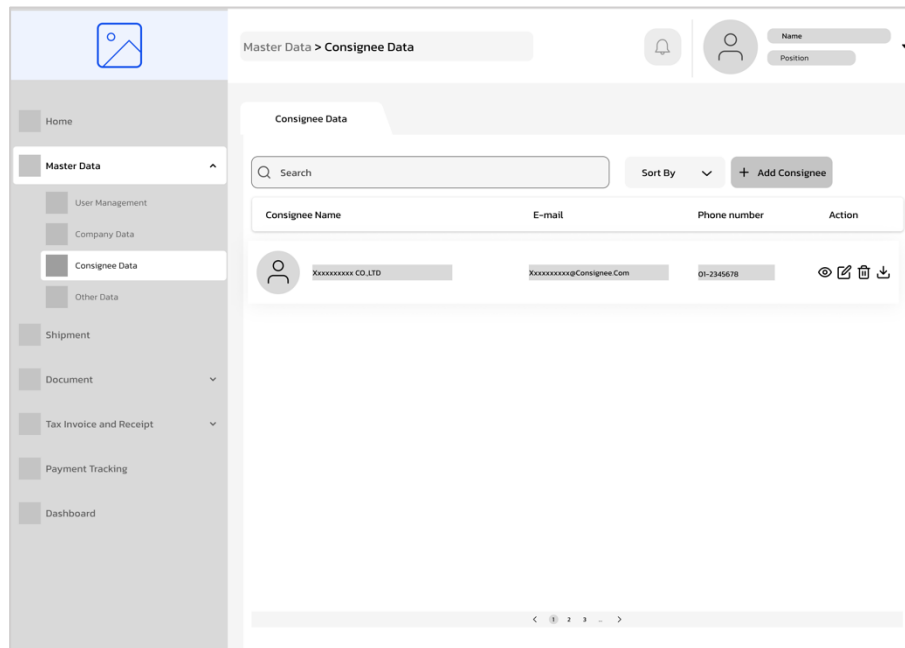 Master Data > Consignee Data
Name
Position
Home
Master Data
User Management
Company Data
Consignee Data
Other Data
Shipment
Document
Tax Invoice and Receipt
Payment Tracking
Dashboard
Consignee Data
Search
Sort By
+ Add Consignee
Consignee Name E-mail Phone number Action
Xxxxxxxxxx CO.,LTD Xxxxxxxxxx@Consignee.Com 01-2345678
< 1 2 3 ... >